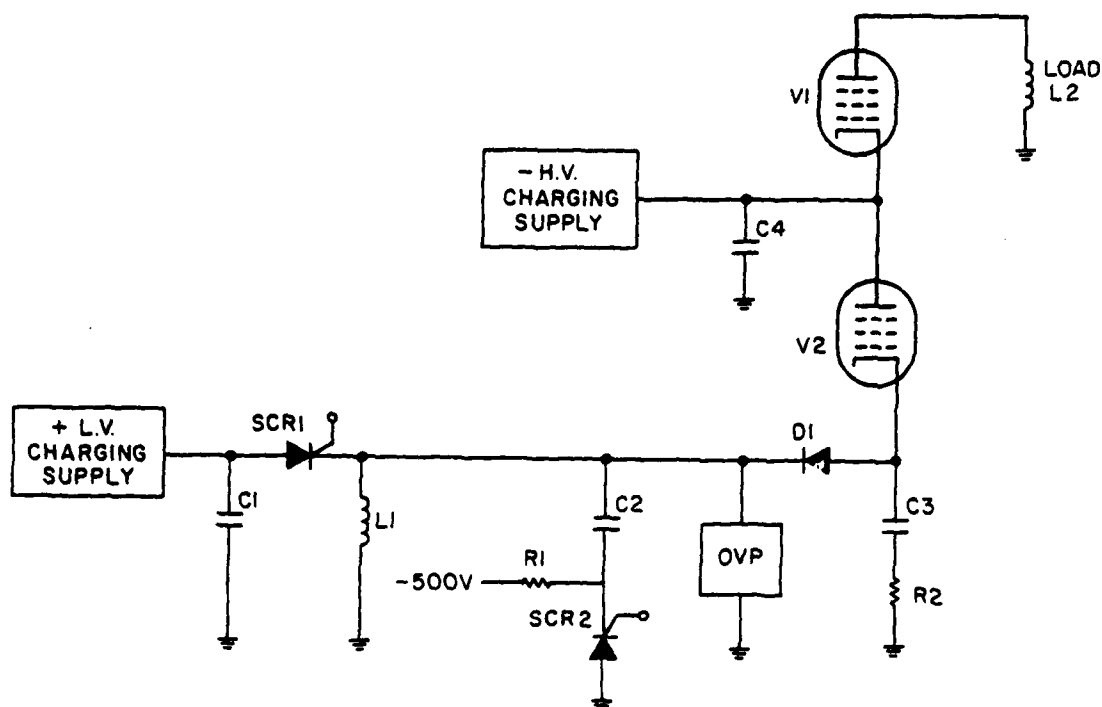 V1
LOAD
L2
– H.V.
CHARGING
SUPPLY
C4
V2
+ L.V.
CHARGING
SUPPLY
SCR1
D1
C1
L1
C2
C3
R1
-500V
OVP
R2
SCR2